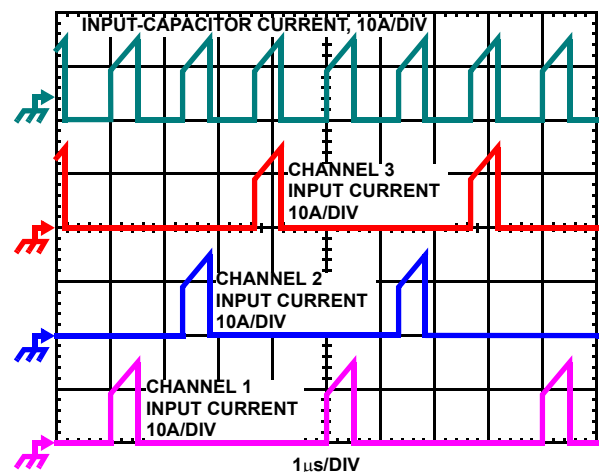 INPUT-CAPACITOR CURRENT, 10A/DIV
CHANNEL 3
INPUT CURRENT
10A/DIV
CHANNEL 2
INPUT CURRENT
10A/DIV
CHANNEL 1
INPUT CURRENT
10A/DIV
1μs/DIV